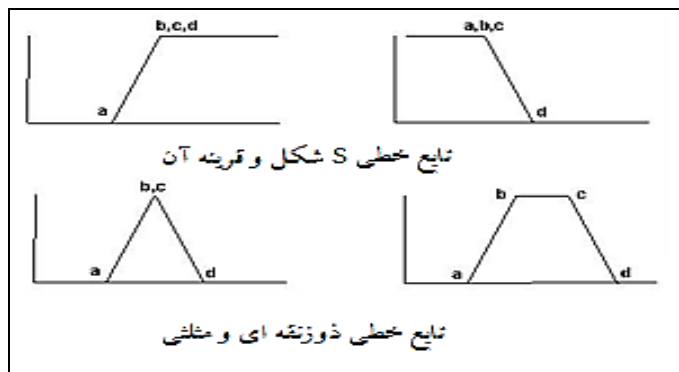 b,c,d
a,b,c
a
d
تابع خطی S شکل و قرینه آن
b,c
b
c
a
d
a
d
تابع خطی ذوزنقه ای و مثلثی